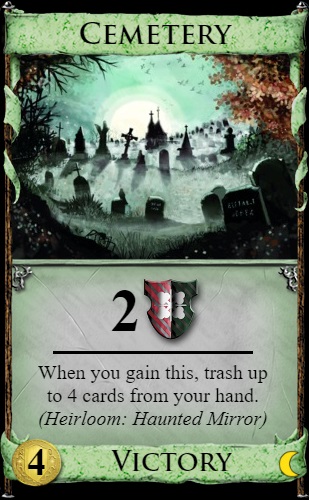 CEMETERY
2
When you gain this, trash up
to 4 cards from your hand.
(Heirloom: Haunted Mirror)
4 VICTORY